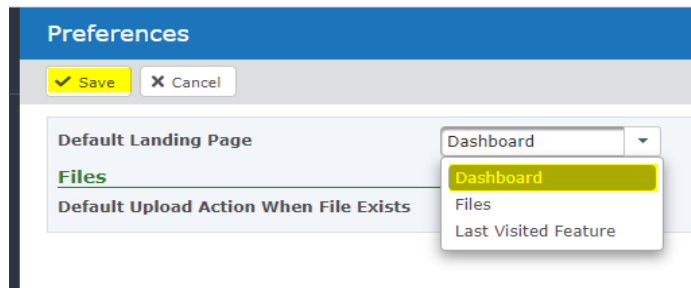 Preferences
Save Cancel
Default Landing Page Dashboard
Dashboard
Files
Default Upload Action When File Exists
Files
Last Visited Feature